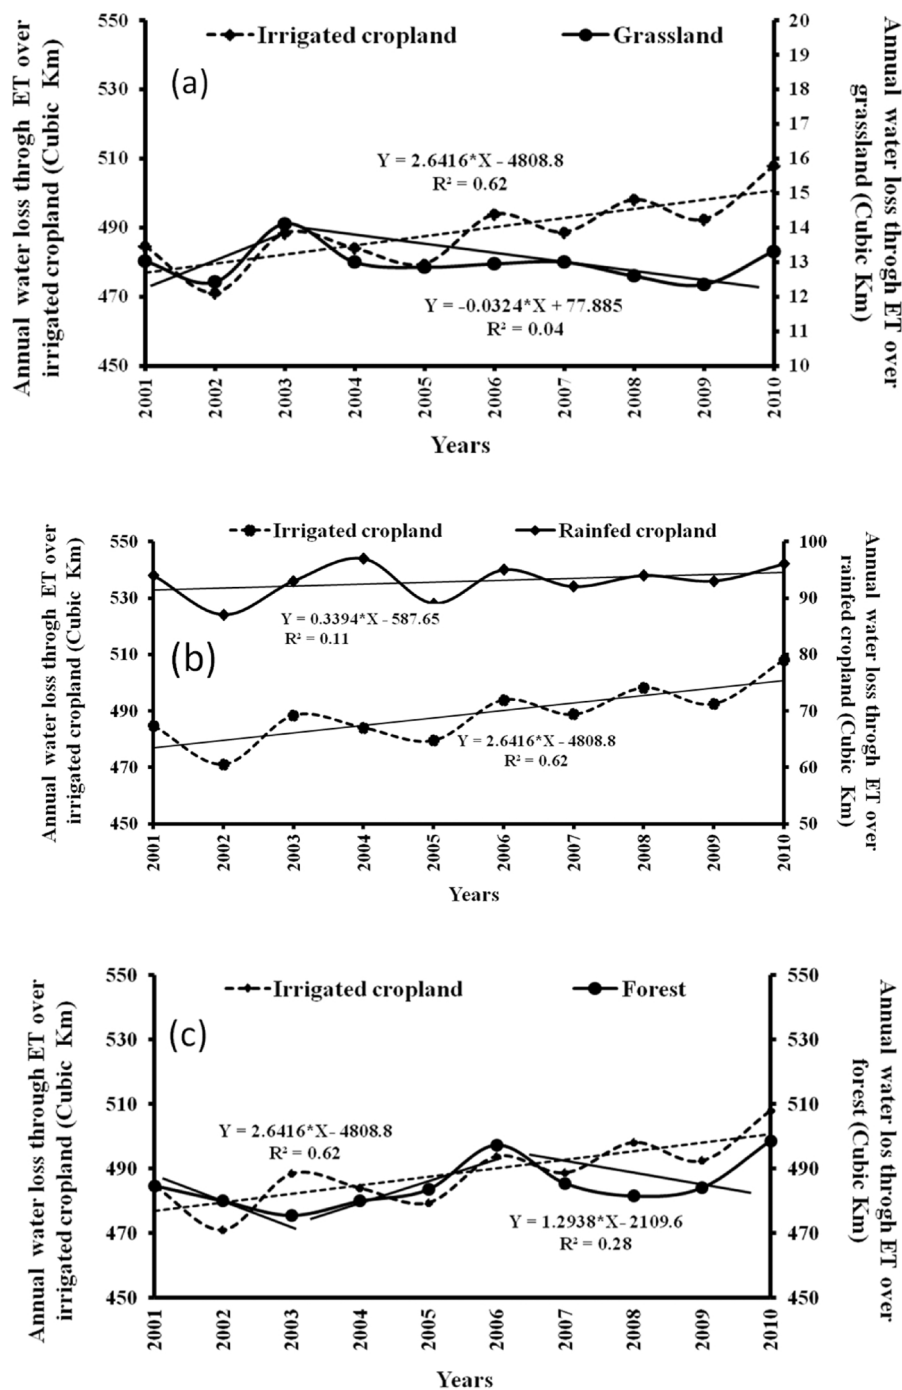 Irrigated cropland
Grassland
(a)
Annual water loss throgh ET over
irrigated cropland (Cubic Km)
550
530
510
490
470
450
Y = 2.6416*X - 4808.8
R² = 0.62
Y = -0.0324*X + 77.885
R² = 0.04
20
19
18
17
16
15
14
13
12
11
10
Annual water loss throgh ET over
grassland (Cubic Km)
2001
2002
2003
2004
2005
2006
2007
2008
2009
2010
Years
Irrigated cropland
Rainfed cropland
(b)
Annual water loss throgh ET over
irrigated cropland (Cubic Km)
550
530
510
490
470
450
Y = 0.3394*X - 587.65
R² = 0.11
Y = 2.6416*X - 4808.8
R² = 0.62
100
90
80
70
60
50
Annual water loss throgh ET over
rainfed cropland (Cubic Km)
2001
2002
2003
2004
2005
2006
2007
2008
2009
2010
Years
Irrigated cropland
Forest
(c)
Annual water loss through ET over
irrigated cropland (Cubic Km)
550
530
510
490
470
450
Y = 2.6416*X- 4808.8
R² = 0.62
Y = 1.2938*X- 2109.6
R² = 0.28
550
530
510
490
470
450
Annual water los throgh ET over
forest (Cubic Km)
2001
2002
2003
2004
2005
2006
2007
2008
2009
2010
Years